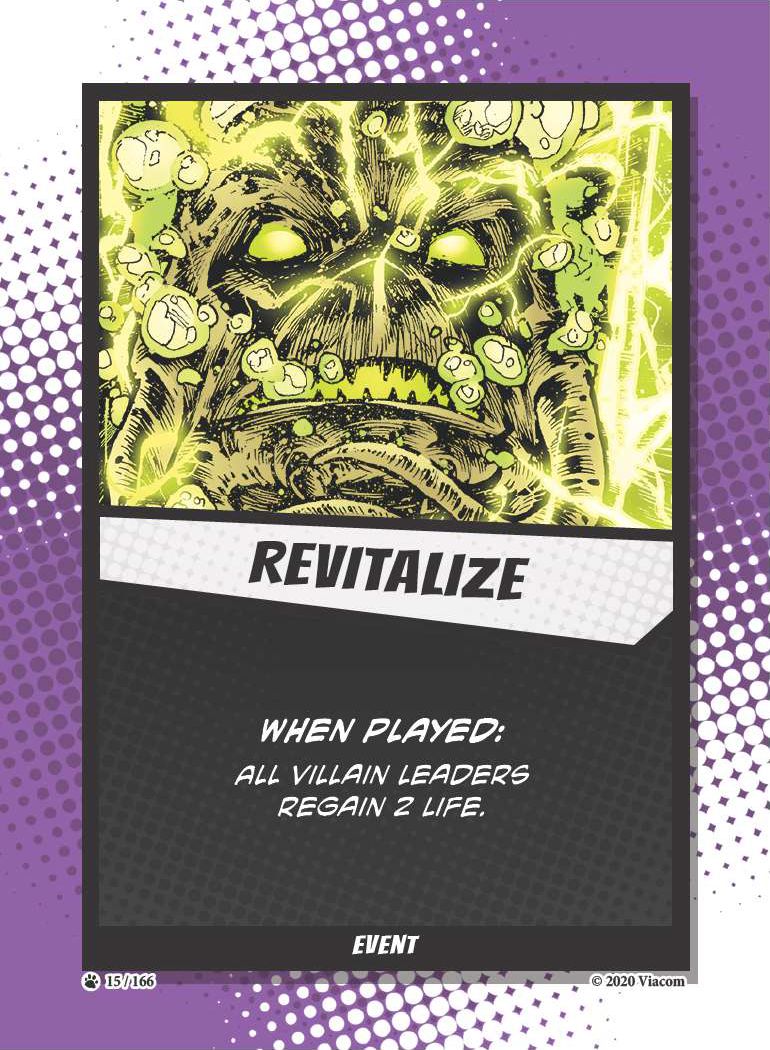 REVITALIZE
WHEN PLAYED:
ALL VILLAIN LEADERS
REGAIN 2 LIFE.
EVENT
15/166
© 2020 Viacom